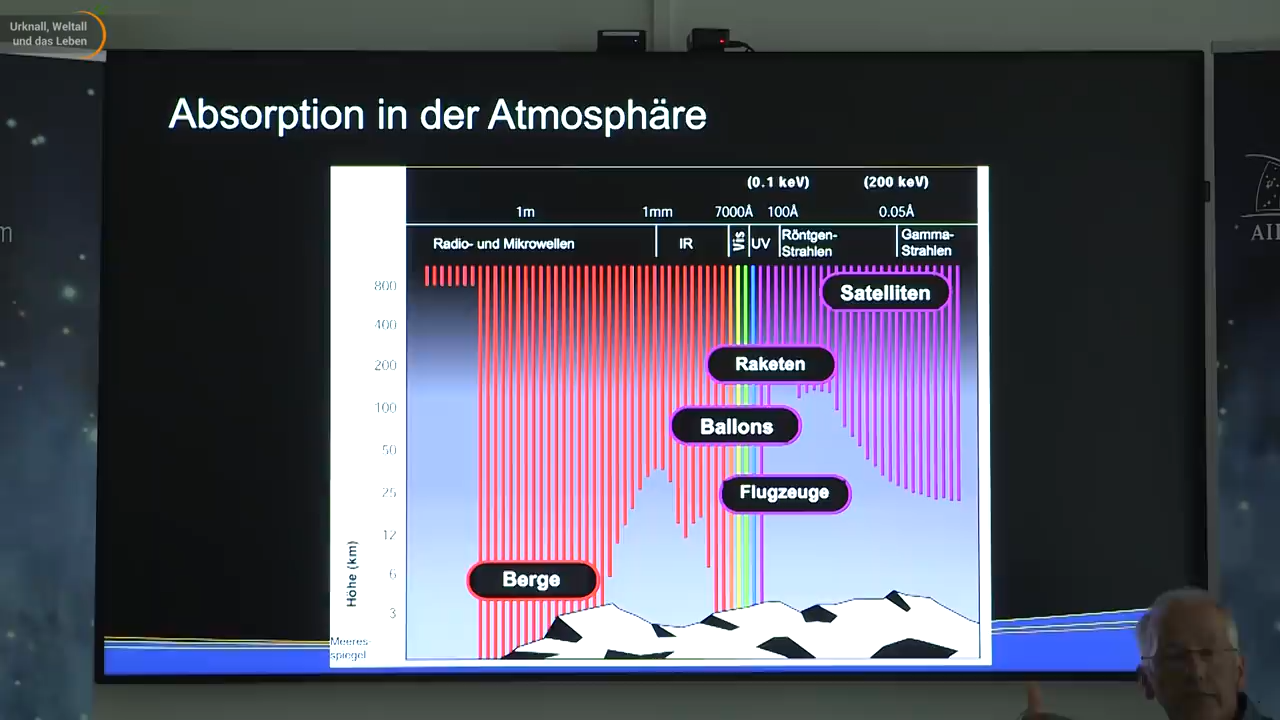 Urknall, Weltall
und das Leben
Absorption in der Atmosphäre
(0.1 keV) (200 keV)
1m 1mm 7000Å 100Å 0.05Å
Radio- und Mikrowellen IR Vis UV Röntgen-
Strahlen Gamma-
Strahlen
800
400
200
100
50
25
12
6
3
Höhe (km)
Meeres-
spiegel
Satelliten
Raketen
Ballons
Flugzeuge
Berge